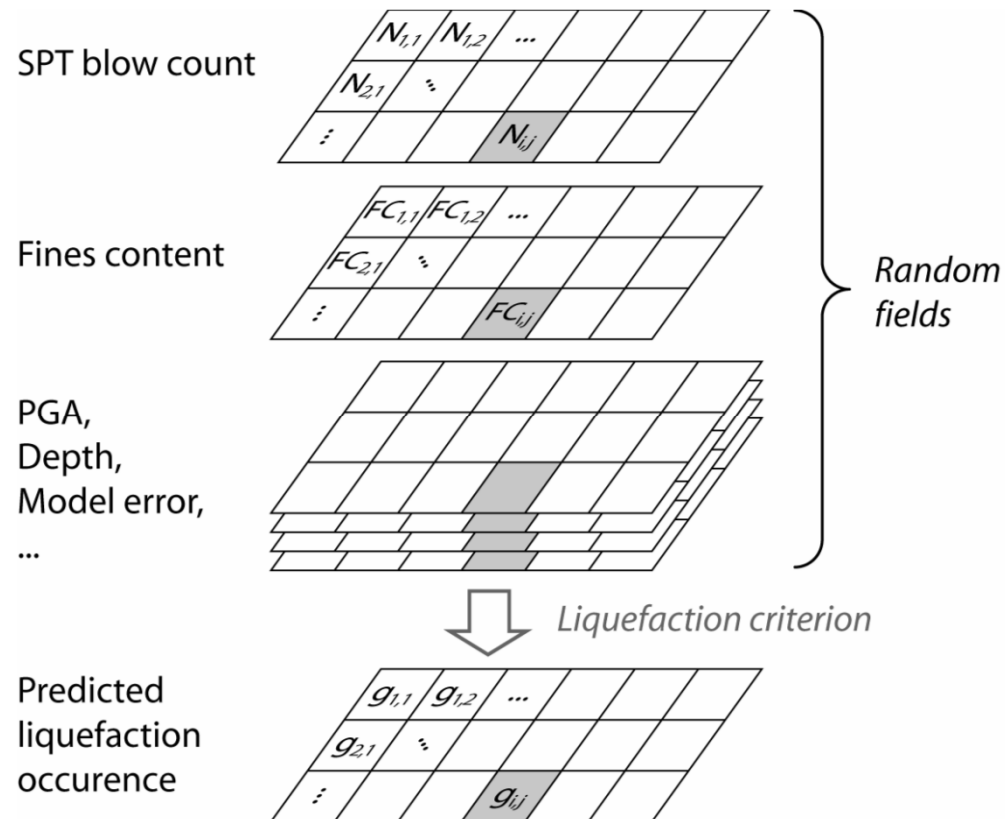 SPT blow count
N1,1 N1,2 ...
N2,1 ⋱
⋮ Ni,j
Fines content
FC1,1 FC1,2 ...
FC2,1 ⋱
⋮ FCi,j
Random
fields
PGA,
Depth,
Model error,
...
Liquefaction criterion
Predicted
liquefaction
occurence
g1,1 g1,2 ...
g2,1 ⋱
⋮ gi,j